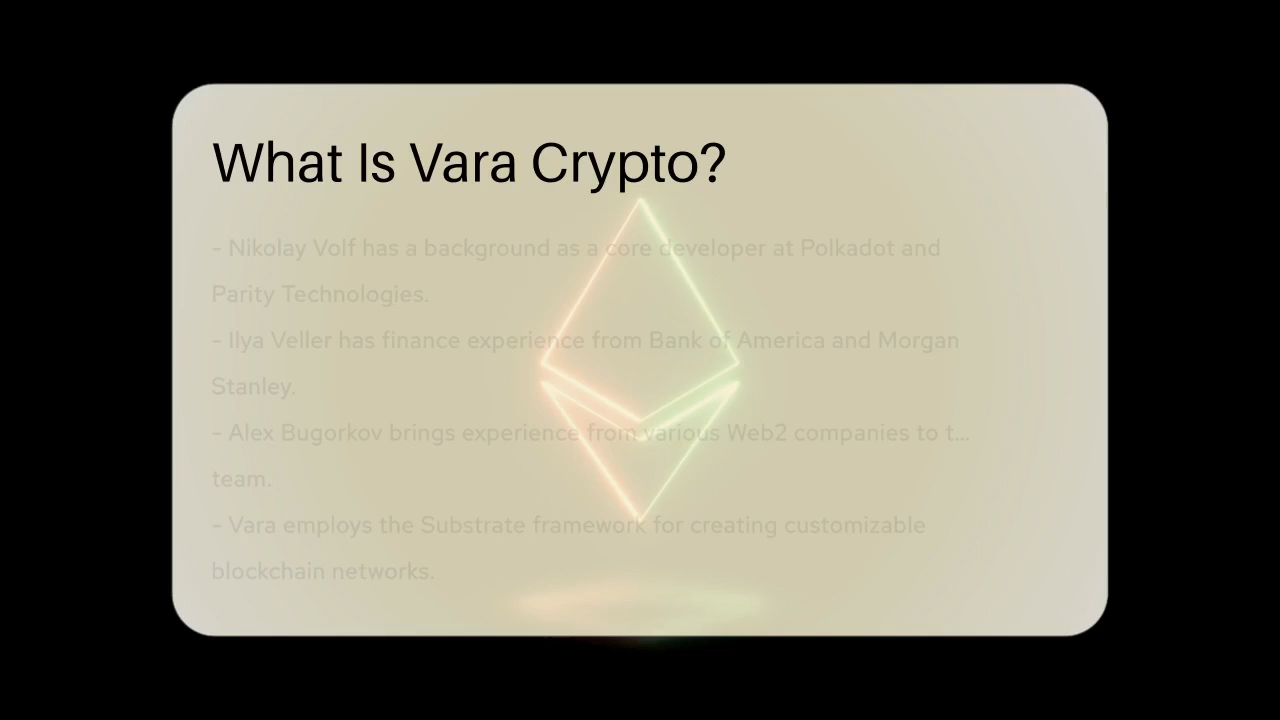 What Is Vara Crypto?
- Nikolay Volf has a background as a core developer at Polkadot and
Parity Technologies.
- Ilya Veller has finance experience from Bank of America and Morgan
Stanley.
- Alex Bugorkov brings experience from various Web2 companies to t...
team.
- Vara employs the Substrate framework for creating customizable
blockchain networks.